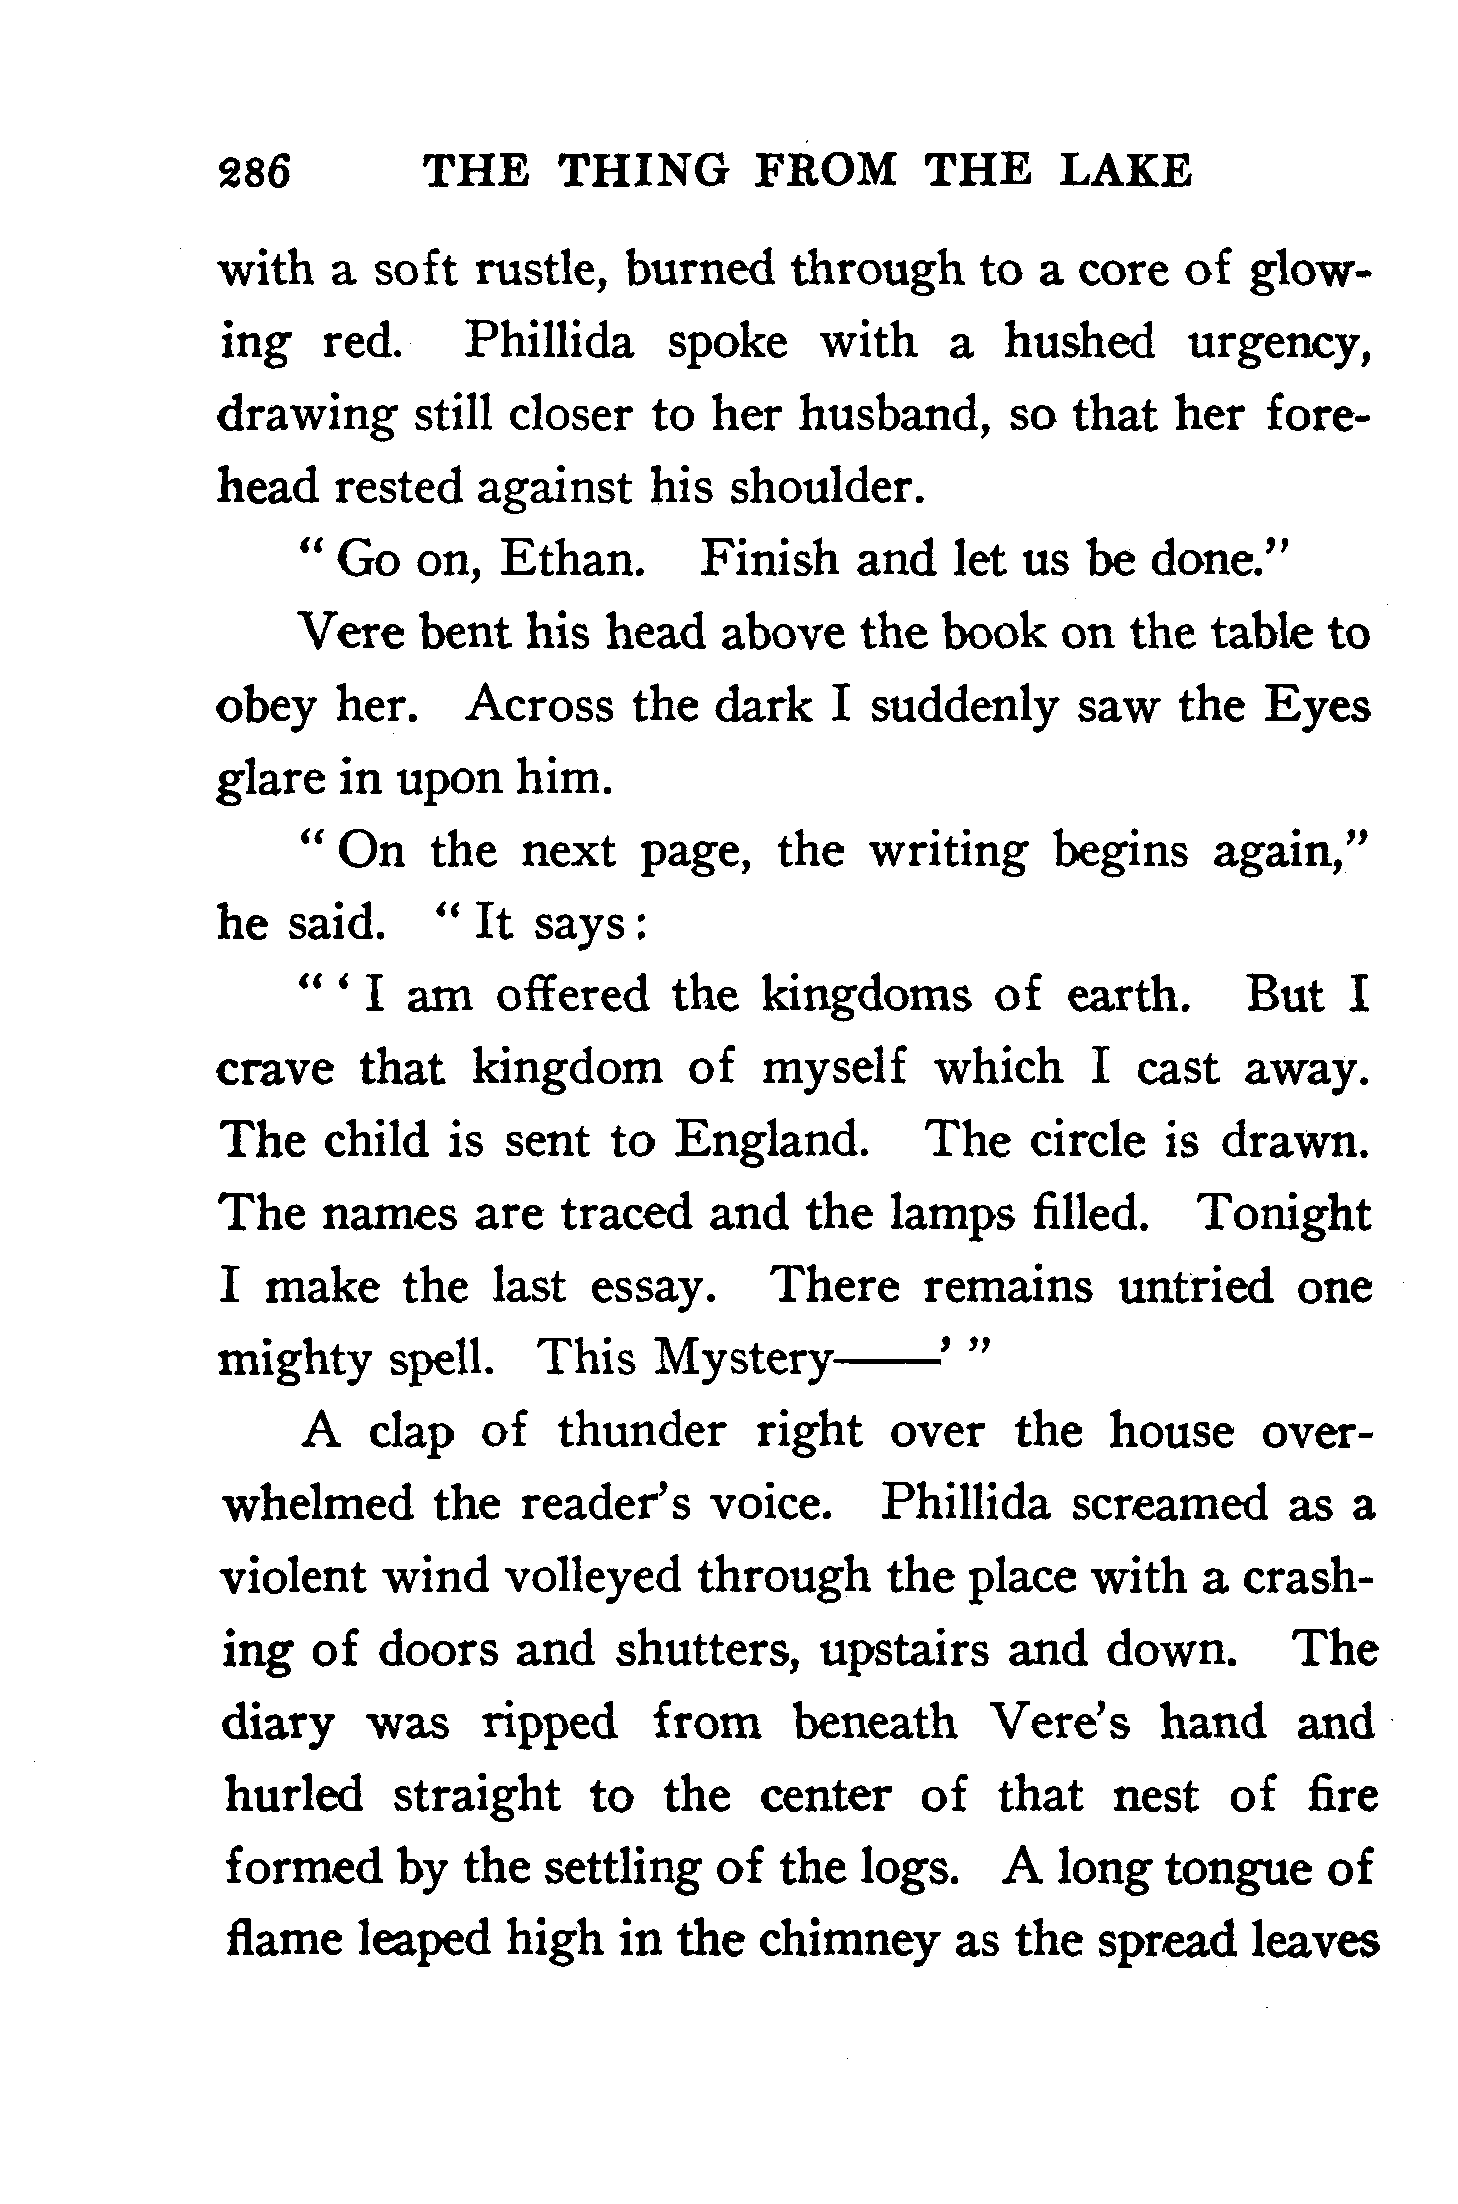 286 THE THING FROM THE LAKE
with a soft rustle, burned through to a core of glow-
ing red. Phillida spoke with a hushed urgency,
drawing still closer to her husband, so that her fore-
head rested against his shoulder.
“ Go on, Ethan. Finish and let us be done.”
Vere bent his head above the book on the table to
obey her. Across the dark I suddenly saw the Eyes
glare in upon him.
“ On the next page, the writing begins again,”
he said. “ It says :
“ ‘ I am offered the kingdoms of earth. But I
crave that kingdom of myself which I cast away.
The child is sent to England. The circle is drawn.
The names are traced and the lamps filled. Tonight
I make the last essay. There remains untried one
mighty spell. This Mystery——’ ”
A clap of thunder right over the house over-
whelmed the reader’s voice. Phillida screamed as a
violent wind volleyed through the place with a crash-
ing of doors and shutters, upstairs and down. The
diary was ripped from beneath Vere’s hand and
hurled straight to the center of that nest of fire
formed by the settling of the logs. A long tongue of
flame leaped high in the chimney as the spread leaves